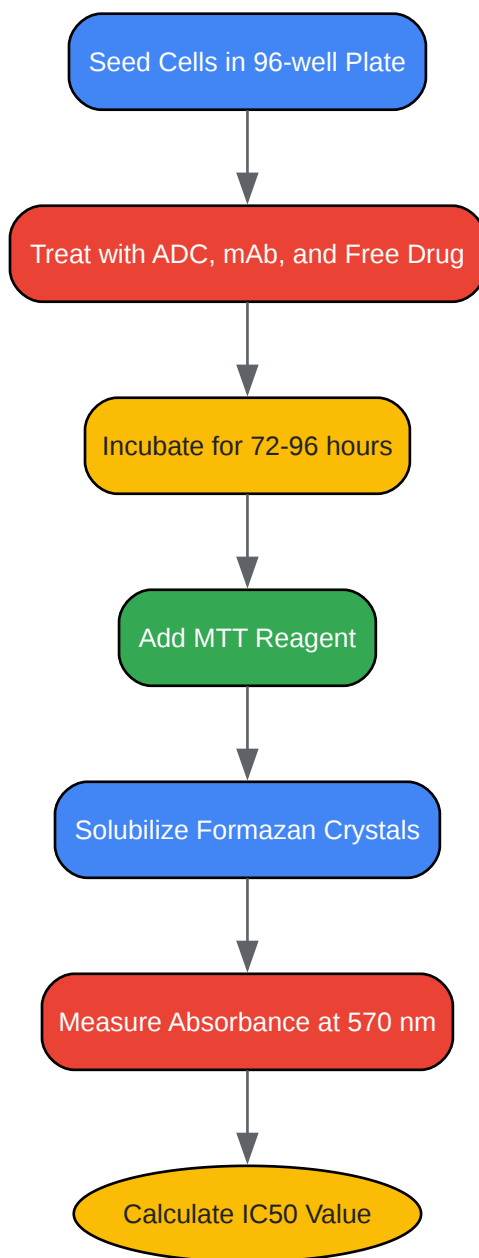 Seed Cells in 96-well Plate
Treat with ADC, mAb, and Free Drug
Incubate for 72-96 hours
Add MTT Reagent
Solubilize Formazan Crystals
Measure Absorbance at 570 nm
Calculate IC50 Value